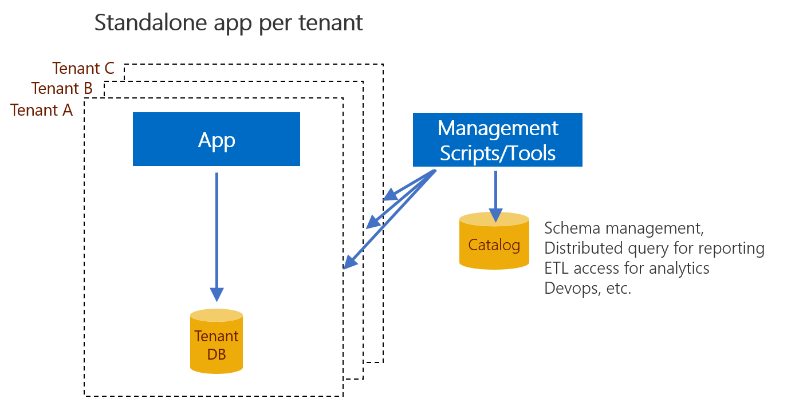 Standalone app per tenant
Tenant C
Tenant B
Tenant A
App
Management
Scripts/Tools
Catalog
Schema management,
Distributed query for reporting
ETL access for analytics
Devops, etc.
Tenant
DB